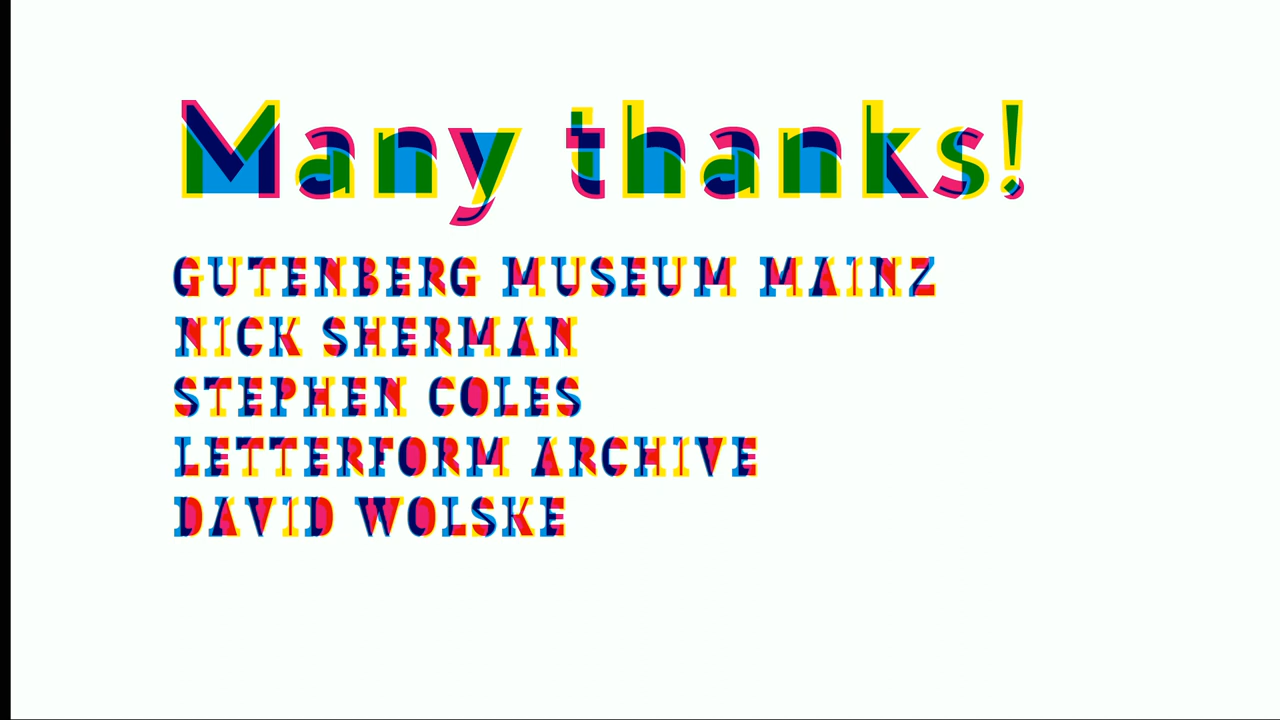 Many thanks!
GUTENBERG MUSEUM MAINZ
NICK SHERMAN
STEPHEN COLES
LETTERFORM ARCHIVE
DAVID WOLSKE